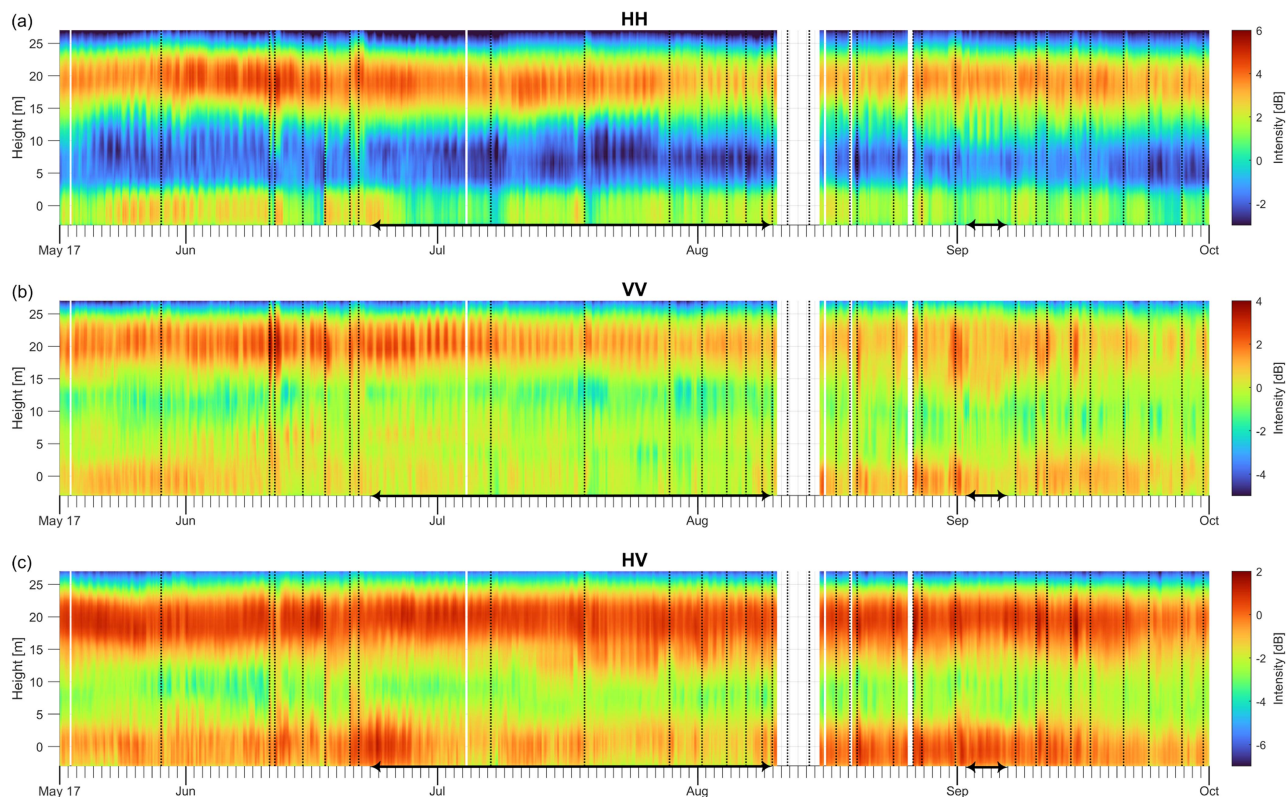 (a)
HH
Height [m]
25
20
15
10
5
0
May 17
Jun
Jul
Aug
Sep
Oct
6
4
2
0
-2
Intensity [dB]
(b)
VV
Height [m]
25
20
15
10
5
0
May 17
Jun
Jul
Aug
Sep
Oct
4
2
0
-2
-4
Intensity [dB]
(c)
HV
Height [m]
25
20
15
10
5
0
May 17
Jun
Jul
Aug
Sep
Oct
2
0
-2
-4
-6
Intensity [dB]